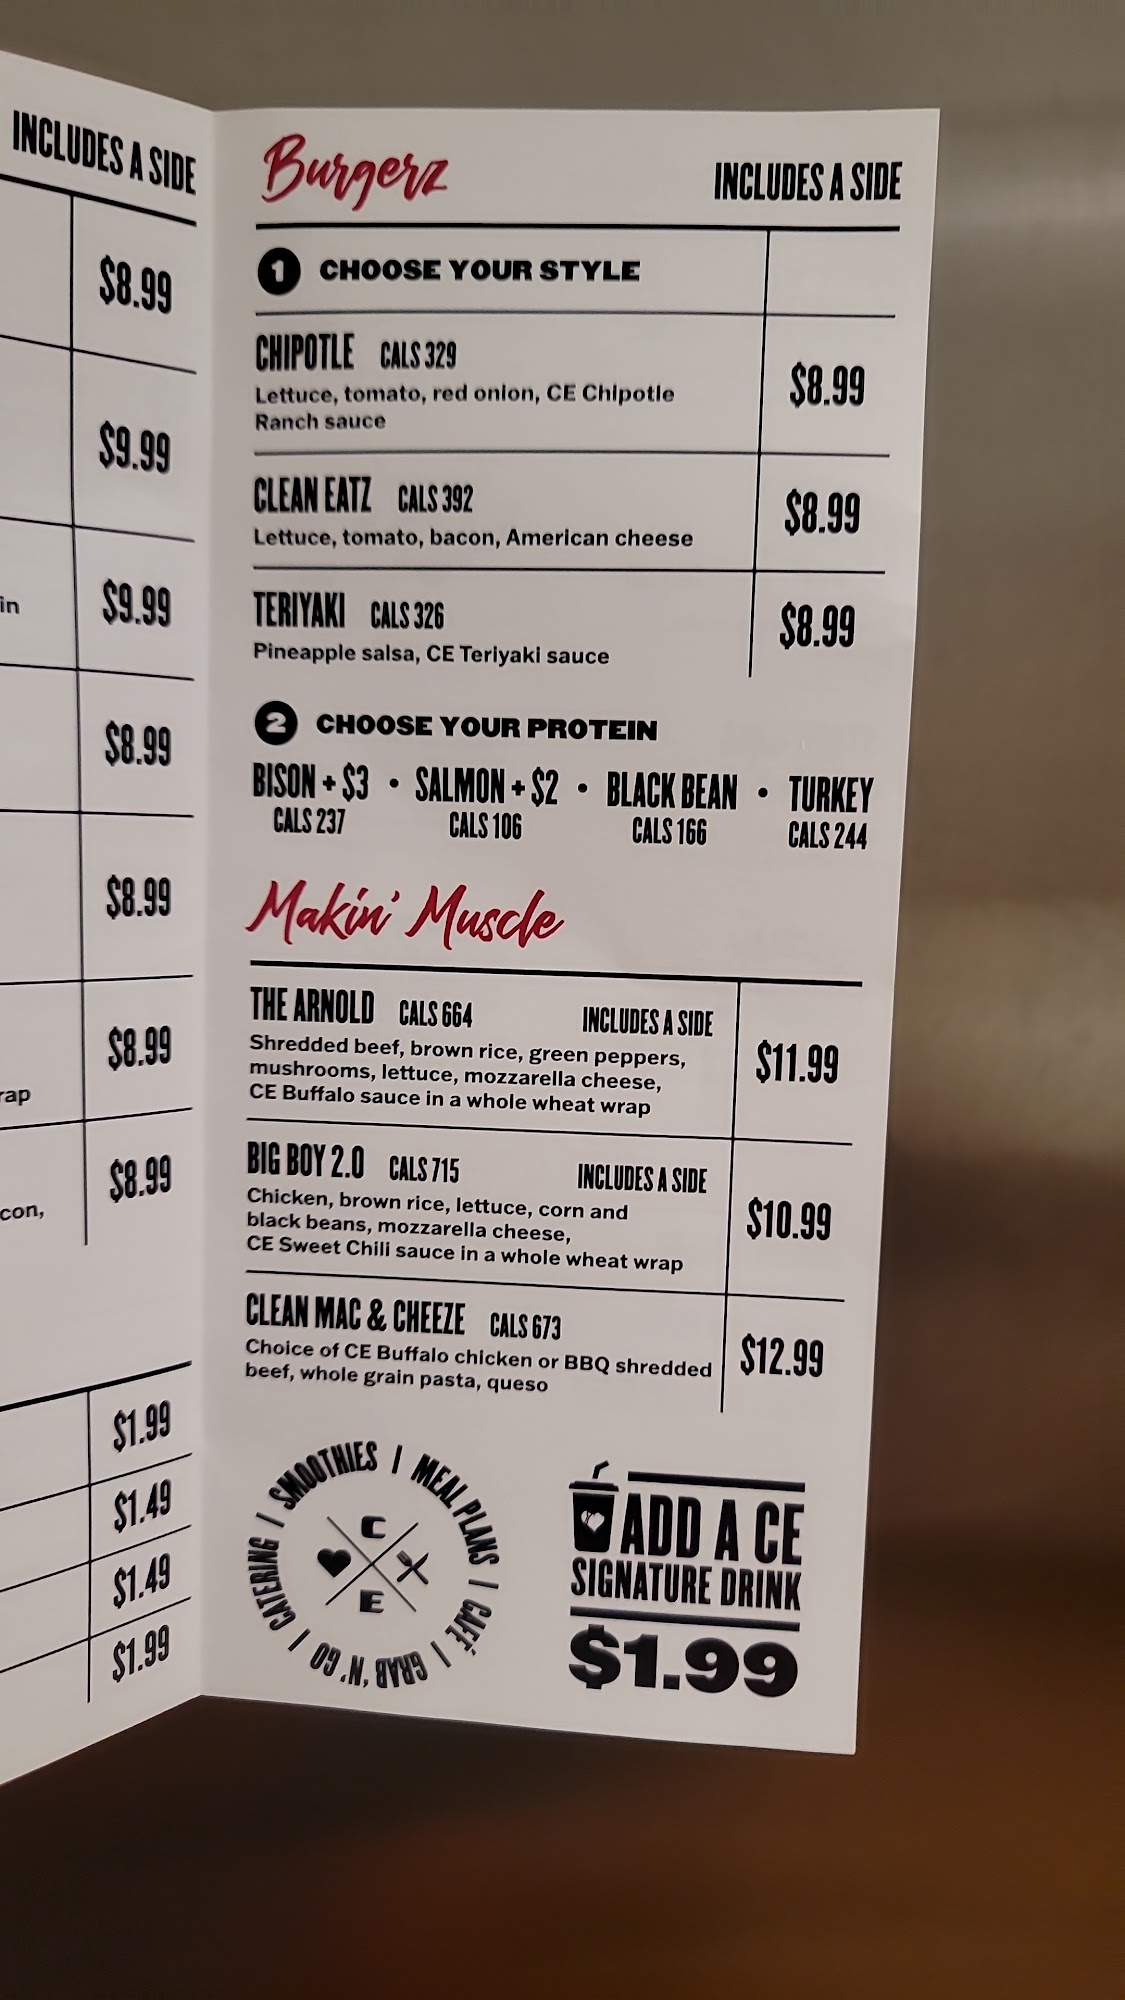 INCLUDES A SIDE
$8.99
$9.99
in
$9.99
$8.99
$8.99
$8.99
rap
$8.99
con,
$1.99
$1.49
$1.49
$1.99
Burgerz
INCLUDES A SIDE
1 CHOOSE YOUR STYLE
CHIPOTLE CALS 329
Lettuce, tomato, red onion, CE Chipotle
Ranch sauce
$8.99
CLEAN EATZ CALS 392
Lettuce, tomato, bacon, American cheese
$8.99
TERIYAKI CALS 326
Pineapple salsa, CE Teriyaki sauce
$8.99
2 CHOOSE YOUR PROTEIN
BISON + $3 • SALMON + $2 • BLACK BEAN • TURKEY
CALS 237 CALS 106 CALS 166 CALS 244
Makin' Muscle
THE ARNOLD CALS 664 INCLUDES A SIDE
Shredded beef, brown rice, green peppers,
mushrooms, lettuce, mozzarella cheese,
CE Buffalo sauce in a whole wheat wrap
$11.99
BIG BOY 2.0 CALS 715 INCLUDES A SIDE
Chicken, brown rice, lettuce, corn and
black beans, mozzarella cheese,
CE Sweet Chili sauce in a whole wheat wrap
$10.99
CLEAN MAC & CHEEZE CALS 673
Choice of CE Buffalo chicken or BBQ shredded
beef, whole grain pasta, queso
$12.99
SMOOTHIES | MEAL PLANS | CAFÉ | GRAB 'N' GO | CATERING |
C
E
ADD A CE
SIGNATURE DRINK
$1.99